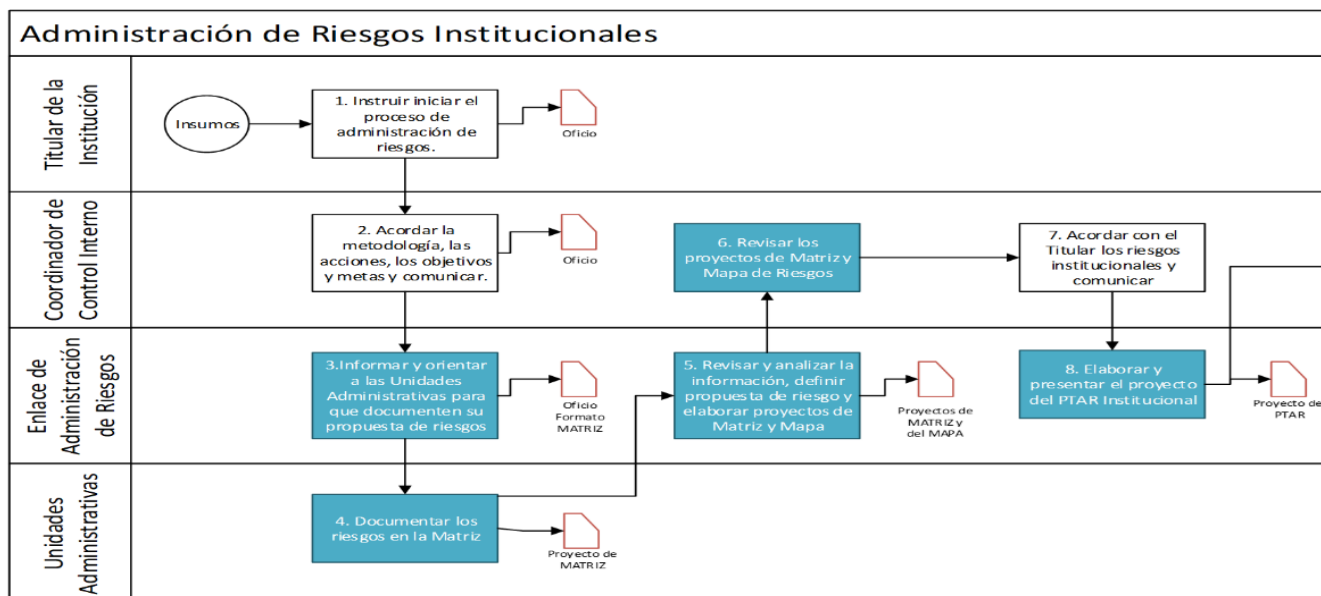 Administración de Riesgos Institucionales
Titular de la
Institución
Insumos
1. Instruir iniciar el
proceso de
administración de
riesgos.
Oficio
Coordinador de
Control Interno
2. Acordar la
metodología, las
acciones, los objetivos
y metas y comunicar.
Oficio
6. Revisar los
proyectos de Matriz y
Mapa de Riesgos
7. Acordar con el
Titular los riesgos
institucionales y
comunicar
Enlace de
Administración
de Riesgos
3.Informar y orientar
a las Unidades
Administrativas para
que documenten su
propuesta de riesgos
Oficio
Formato
MATRIZ
5. Revisar y analizar la
información, definir
propuesta de riesgo y
elaborar proyectos de
Matriz y Mapa
Proyectos de
MATRIZ y
del MAPA
8. Elaborar y
presentar el proyecto
del PTAR Institucional
Proyecto de
PTAR
Unidades
Administrativas
4. Documentar los
riesgos en la Matriz
Proyecto de
MATRIZ